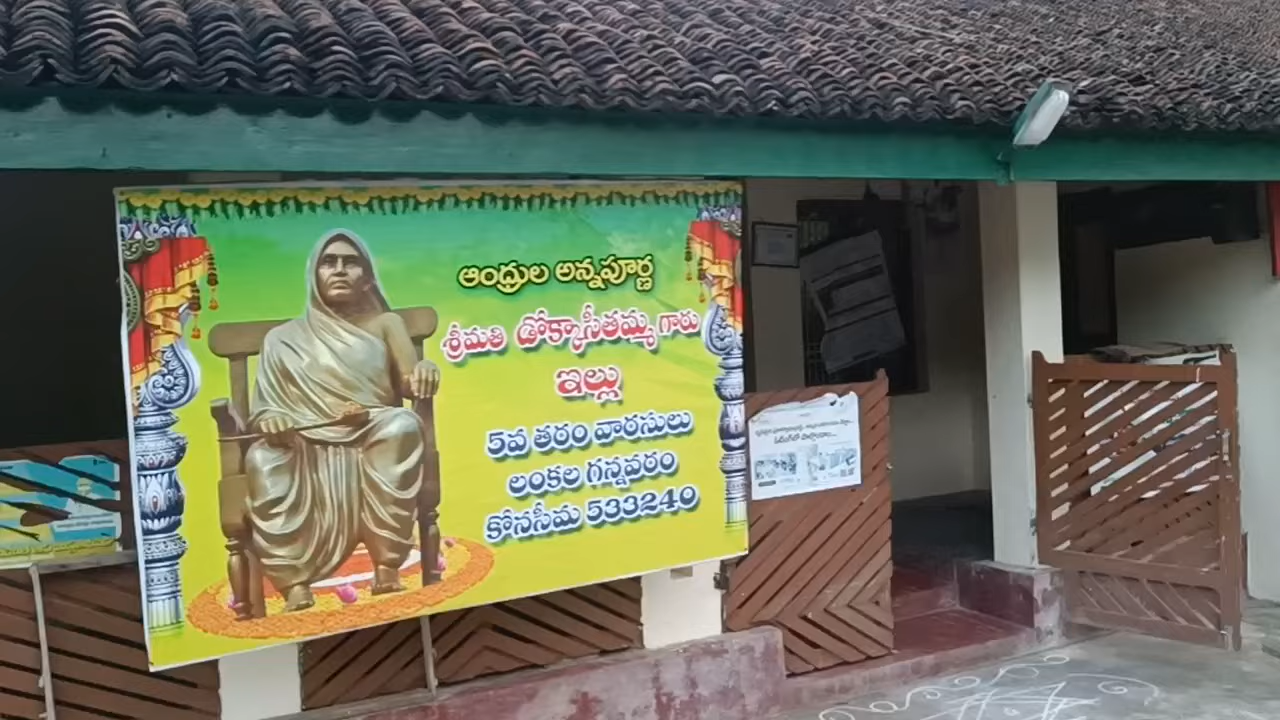 ఆంధ్రుల అన్నపూర్ణ
శ్రీమతి డొక్కాసీతమ్మ గారు
ఇల్లు
5వ తరం వారసులు
లంకల గన్నవరం
కోనసీమ 533240